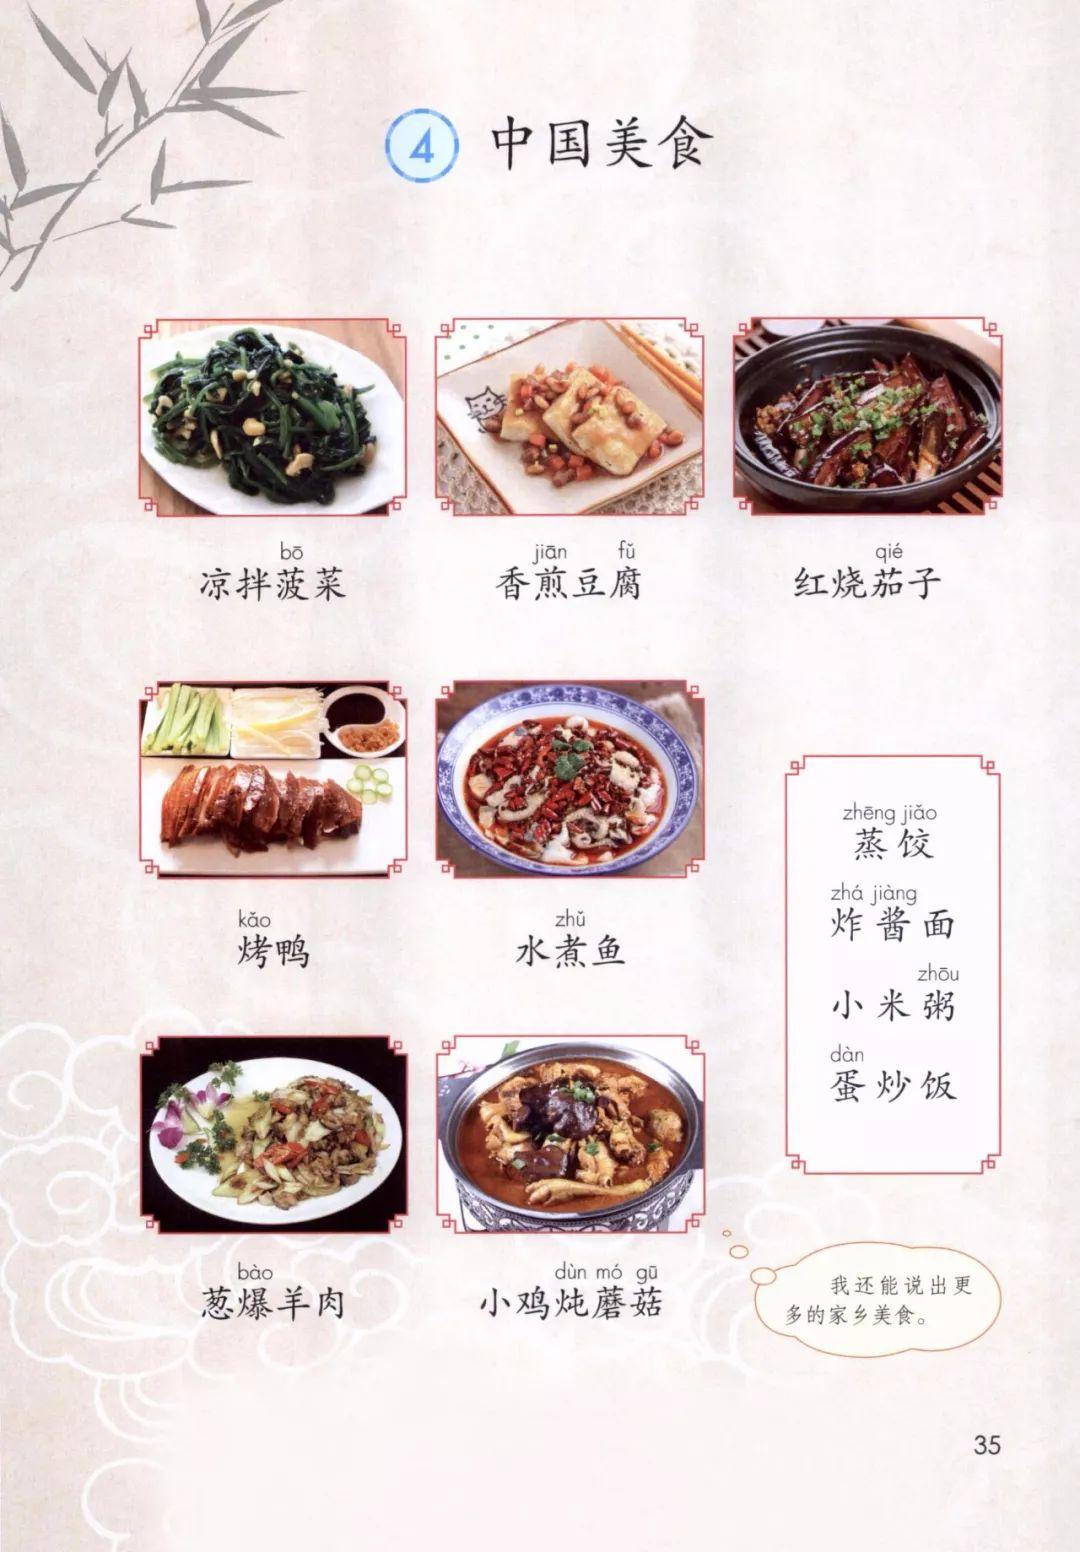 4 中国美食
bō
凉拌菠菜
jiān fǔ
香煎豆腐
qié
红烧茄子
kǎo
烤鸭
zhǔ
水煮鱼
zhēng jiǎo
蒸饺
zhá jiàng
炸酱面
zhōu
小米粥
dàn
蛋炒饭
bào
葱爆羊肉
dùn mó gū
小鸡炖蘑菇
我还能说出更
多的家乡美食。
35